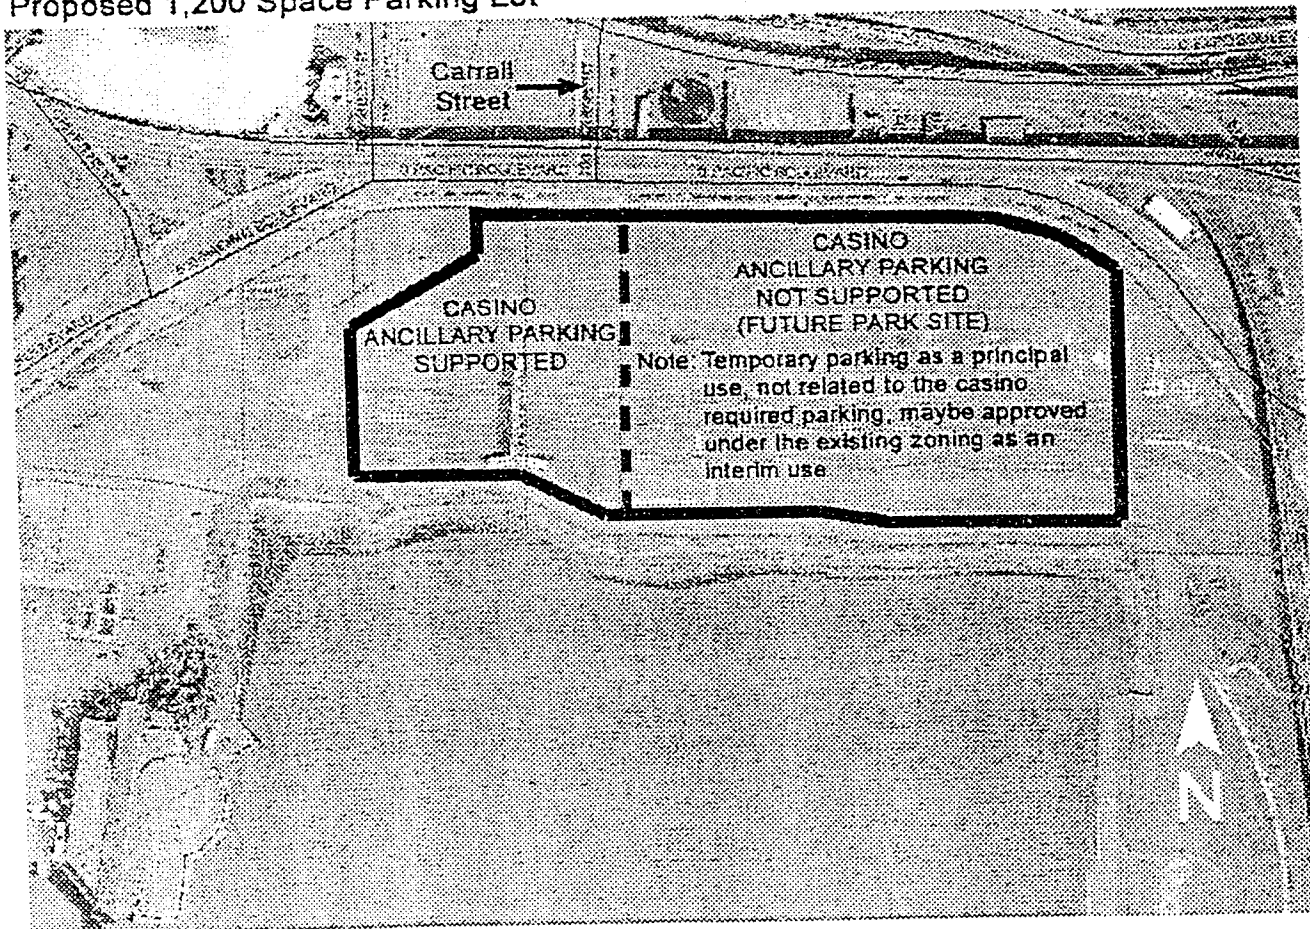 Proposed 1,200 Space Parking Lot
Carrall
Street
CASINO
ANCILLARY PARKING
SUPPORTED
CASINO
ANCILLARY PARKING
NOT SUPPORTED
(FUTURE PARK SITE)
Note: Temporary parking as a principal
use, not related to the casino
required parking, maybe approved
under the existing zoning as an
interim use
N